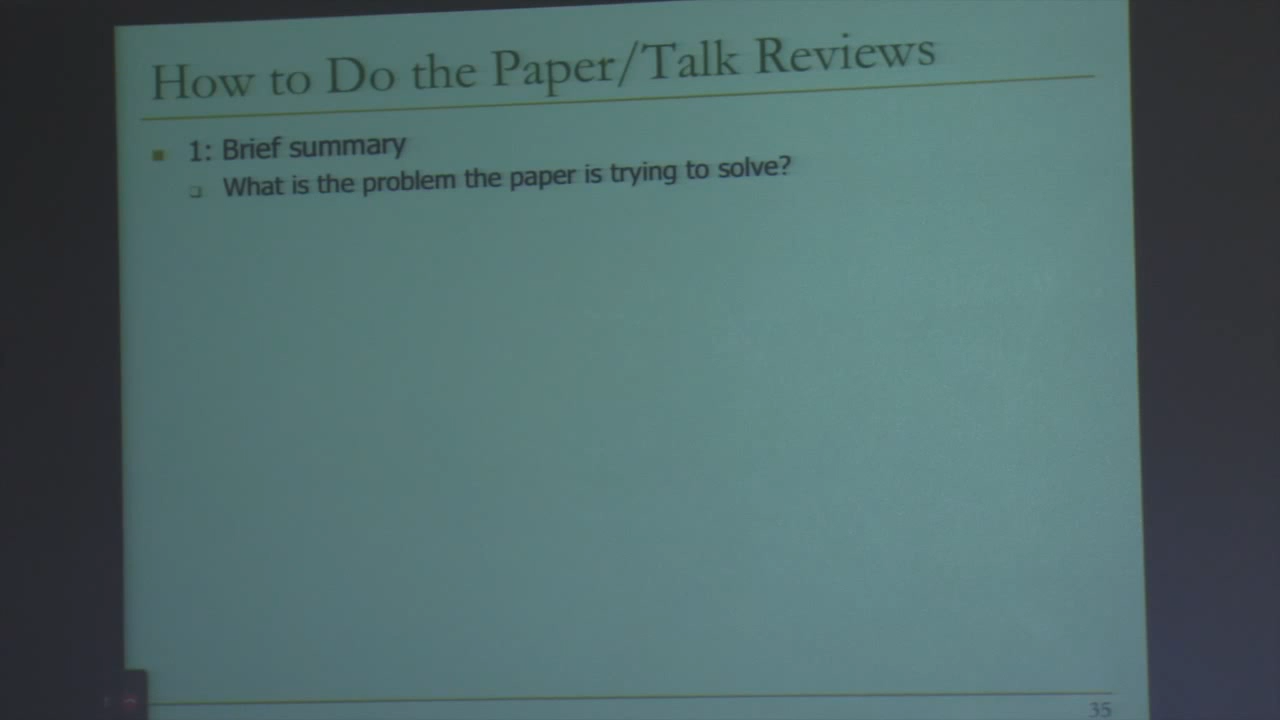 How to Do the Paper/Talk Reviews
1: Brief summary
What is the problem the paper is trying to solve?
35